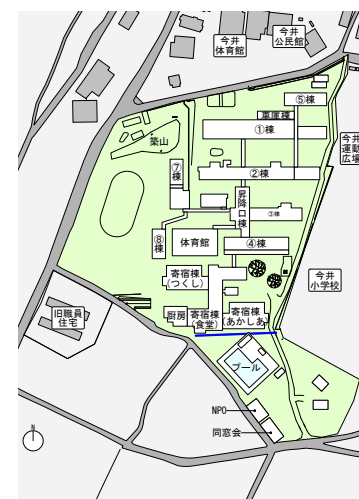 今井
体育館
今井
公民館
⑤棟
車庫棟
①棟
今井
運動
広場
築山
⑦
棟
②棟
昇
降
口
棟
③棟
⑧
棟
体育館
④棟
寄宿棟
(つくし)
今井
小学校
旧職員
住宅
厨房
寄宿棟
(食堂)
寄宿棟
(あかしあ)
プール
NPO
同窓会
N